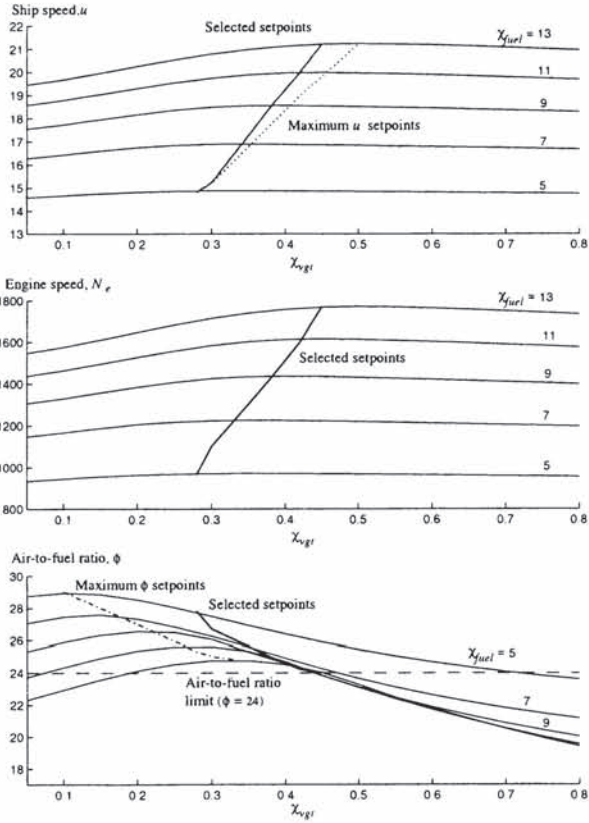 Ship speed, u
Selected setpoints
22
21
20
19
18
17
16
15
14
13
χfuel = 13
11
9
7
5
Maximum u setpoints
0 1 0 2 0 3 0 4 0 5 0 6 0 7 0.8
χvgt
Engine speed, Ne
1800
1600
1400
1200
1000
800
χfuel = 13
11
9
7
5
Selected setpoints
0 1 0 2 0 3 0 4 0 5 0 6 0 7 0.8
χvgt
Air-to-fuel ratio, ϕ
30
28
26
24
22
20
18
Maximum ϕ setpoints
Selected setpoints
χfuel = 5
7
9
Air-to-fuel ratio
limit (ϕ = 24)
0 1 0 2 0 3 0 4 0 5 0 6 0 7 0.8
χvgt